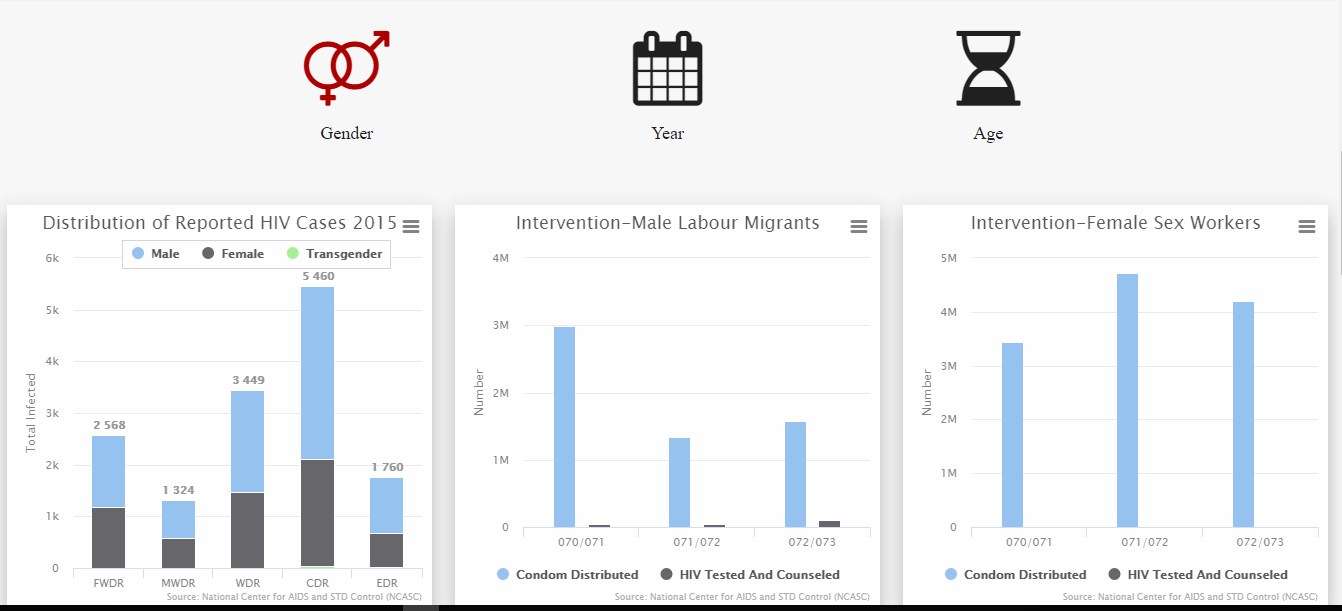 Gender Year Age
Distribution of Reported HIV Cases 2015
Male Female Transgender
6k
5k
4k
3k
2k
1k
0
Total Infected
2 568
1 324
3 449
5 460
1 760
FWDR MWDR WDR CDR EDR
Source: National Center for AIDS and STD Control (NCASC)
Intervention-Male Labour Migrants
4M
3M
2M
1M
0
Number
070/071 071/072 072/073
Condom Distributed HIV Tested And Counseled
Source: National Center for AIDS and STD Control (NCASC)
Intervention-Female Sex Workers
5M
4M
3M
2M
1M
0
Number
070/071 071/072 072/073
Condom Distributed HIV Tested And Counseled
Source: National Center for AIDS and STD Control (NCASC)